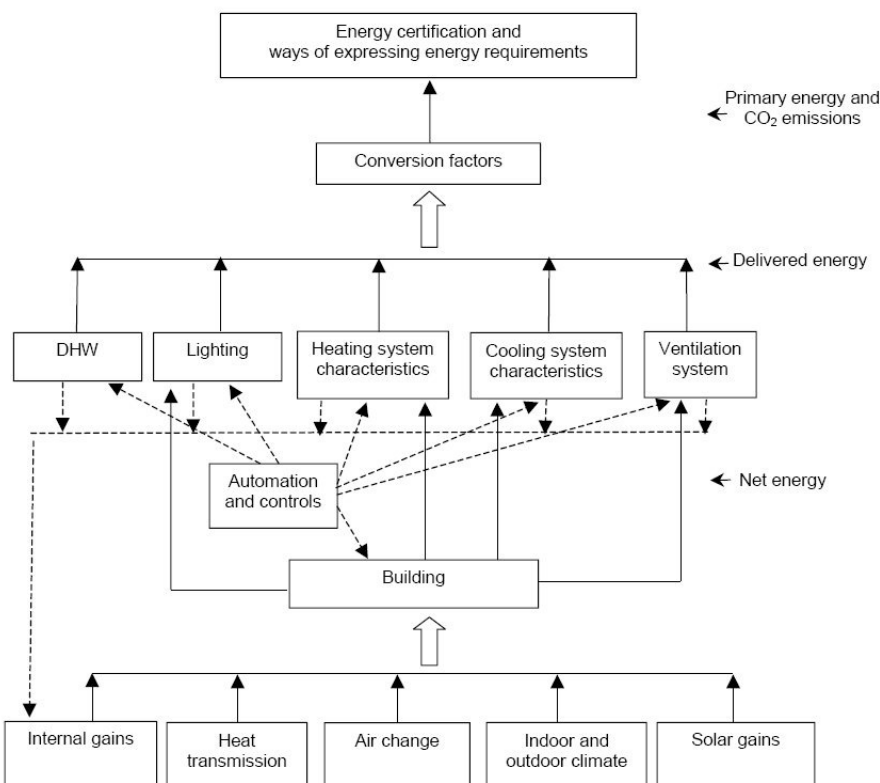 Energy certification and
ways of expressing energy requirements
Primary energy and
CO₂ emissions
Conversion factors
Delivered energy
DHW
Lighting
Heating system
characteristics
Cooling system
characteristics
Ventilation
system
Automation
and controls
Net energy
Building
Internal gains
Heat
transmission
Air change
Indoor and
outdoor climate
Solar gains